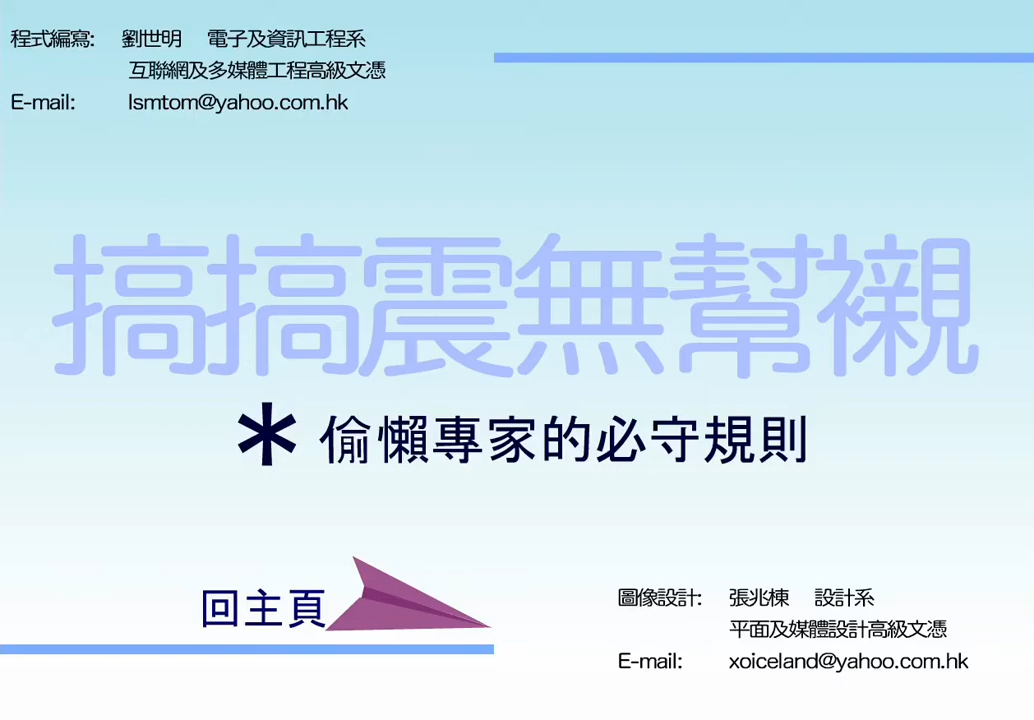 程式編寫: 劉世明 電子及資訊工程系
互聯網及多媒體工程高級文憑
E-mail: lsmtom@yahoo.com.hk
搞搞震無幫襯
* 偷懶專家的必守規則
回主頁
圖像設計: 張兆棟 設計系
平面及媒體設計高級文憑
E-mail: xoiceland@yahoo.com.hk